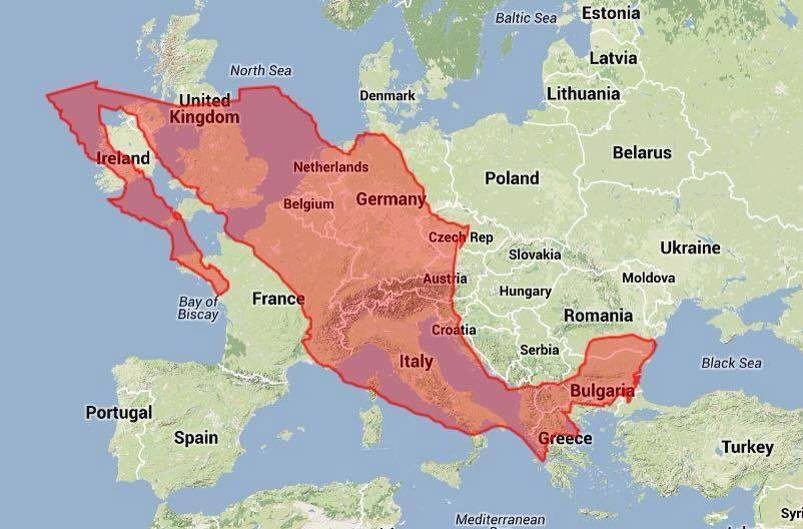 Estonia
Baltic Sea
Latvia
North Sea
Lithuania
Denmark
United
Kingdom
Belarus
Ireland
Netherlands
Poland
Belgium
Germany
Czech Rep
Ukraine
Slovakia
Austria
Moldova
Hungary
France
Bay of
Biscay
Romania
Croatia
Serbia
Italy
Black Sea
Bulgaria
Portugal
Spain
Greece
Turkey
Syri
Mediterranean